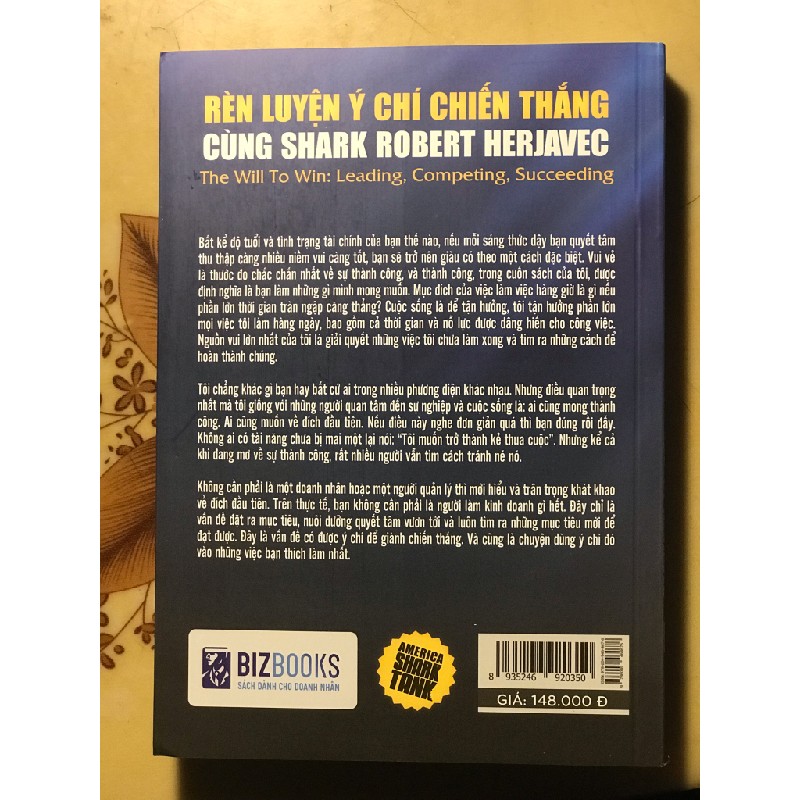 RÈN LUYỆN Ý CHÍ CHIẾN THẮNG
CÙNG SHARK ROBERT HERJAVEC
The Will To Win: Leading, Competing, Succeeding
Bất kể độ tuổi và tình trạng tài chính của bạn thế nào, nếu mỗi sáng thức dậy bạn quyết tâm
thu thập càng nhiều niềm vui càng tốt, bạn sẽ trở nên giàu có theo một cách đặc biệt. Vui vẻ
là thước đo chắc chắn nhất về sự thành công, và thành công, trong cuốn sách của tôi, được
định nghĩa là bạn làm những gì mình mong muốn. Mục đích của việc làm việc hàng giờ là gì nếu
phần lớn thời gian tràn ngập căng thẳng? Cuộc sống là để tận hưởng, tôi tận hưởng phần lớn
mọi việc tôi làm hàng ngày, bao gồm cả thời gian và nỗ lực được dâng hiến cho công việc.
Nguồn vui lớn nhất của tôi là giải quyết những việc tôi chưa làm xong và tìm ra những cách để
hoàn thành chúng.
Tôi chẳng khác gì bạn hay bất cứ ai trong nhiều phương diện khác nhau. Nhưng điều quan trọng
nhất mà tôi giống với những người quan tâm đến sự nghiệp và cuộc sống là: ai cũng mong thành
công. Ai cũng muốn về đích đầu tiên. Nếu điều này nghe đơn giản quá thì bạn đúng rồi đấy.
Không ai có tài năng chưa bị mai một lại nói: "Tôi muốn trở thành kẻ thua cuộc". Nhưng kể cả
khi đang mơ về sự thành công, rất nhiều người vẫn tìm cách tránh né nó.
Không cần phải là một doanh nhân hoặc một người quản lý thì mới hiểu và trân trọng khát khao
về đích đầu tiên. Trên thực tế, bạn không cần phải là người làm kinh doanh gì hết. Đây chỉ là
vấn đề đặt ra mục tiêu, nuôi dưỡng quyết tâm vươn tới và luôn tìm ra những mục tiêu mới để
đạt được. Đây là vấn đề có được ý chí để giành chiến thắng. Và cũng là chuyện dùng ý chí đó
vào những việc bạn thích làm nhất.
BIZBOOKS
SÁCH DÀNH CHO DOANH NHÂN
AMERICA
SHARK
TANK
8 935246 920350
GIÁ: 148.000 Đ